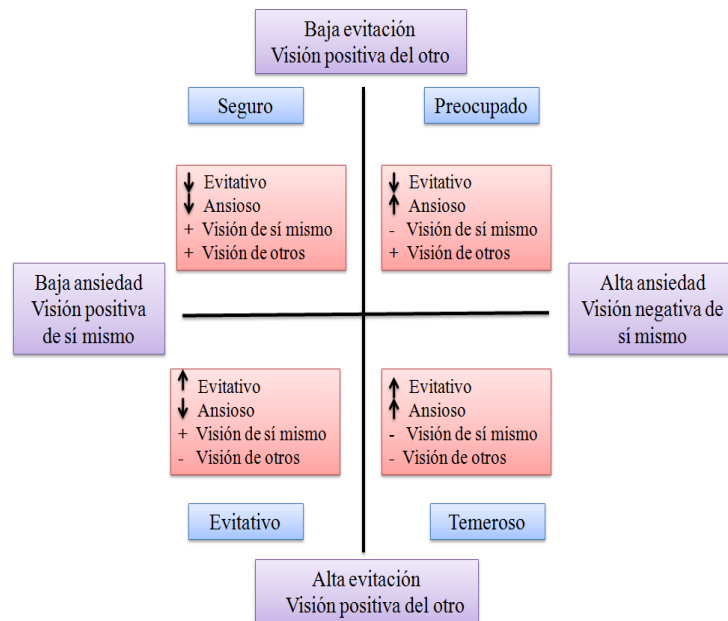 Baja evitación
Visión positiva del otro
Seguro
Preocupado
↓ Evitativo
↓ Ansioso
+ Visión de sí mismo
+ Visión de otros
↓ Evitativo
↑ Ansioso
- Visión de sí mismo
+ Visión de otros
Baja ansiedad
Visión positiva
de sí mismo
Alta ansiedad
Visión negativa de
sí mismo
↑ Evitativo
↓ Ansioso
+ Visión de sí mismo
- Visión de otros
↑ Evitativo
↑ Ansioso
- Visión de sí mismo
- Visión de otros
Evitativo
Temeroso
Alta evitación
Visión positiva del otro